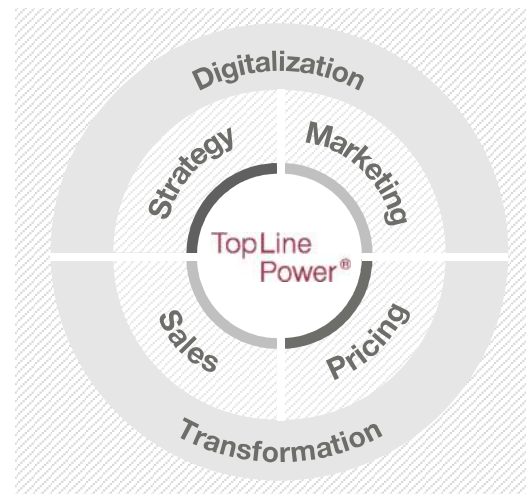 Digitalization
Strategy
Marketing
TopLine
Power®
Sales
Pricing
Transformation